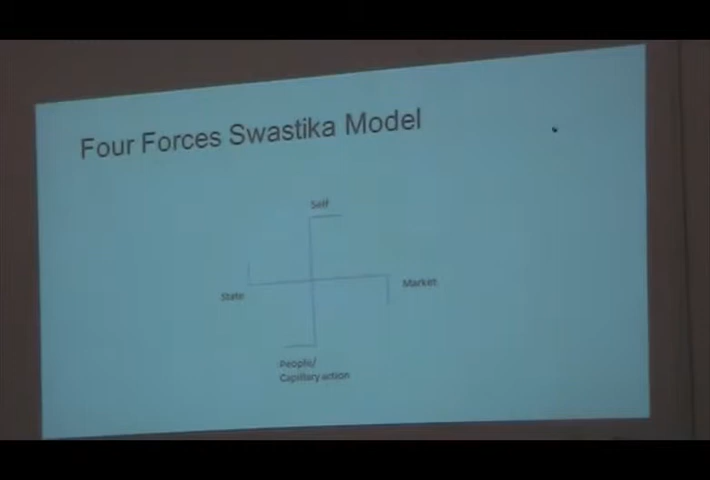 Four Forces Swastika Model
Self
State
Market
People/
Capillary action